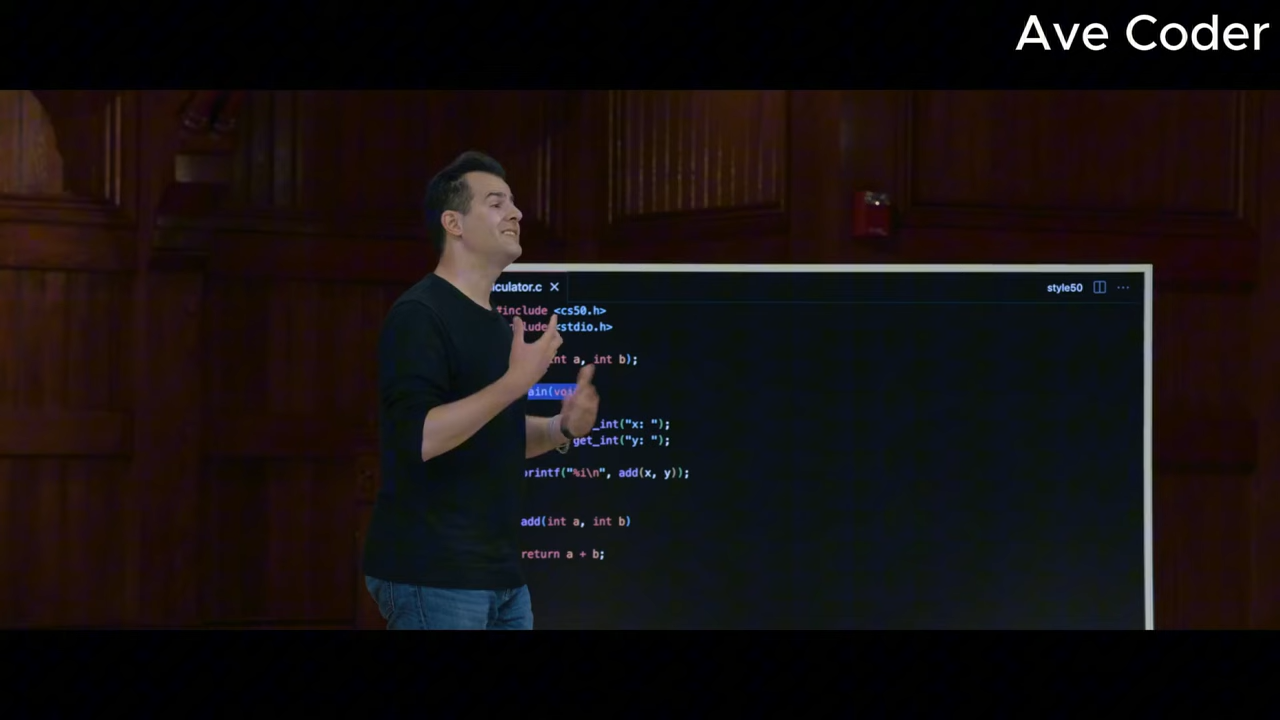 Ave Coder
culator.c × style50 ...
#include <cs50.h>
include <stdio.h>
int a, int b);
ain(voi
_int("x: ");
get_int("y: ");
printf("%i\n", add(x, y));
add(int a, int b)
return a + b;